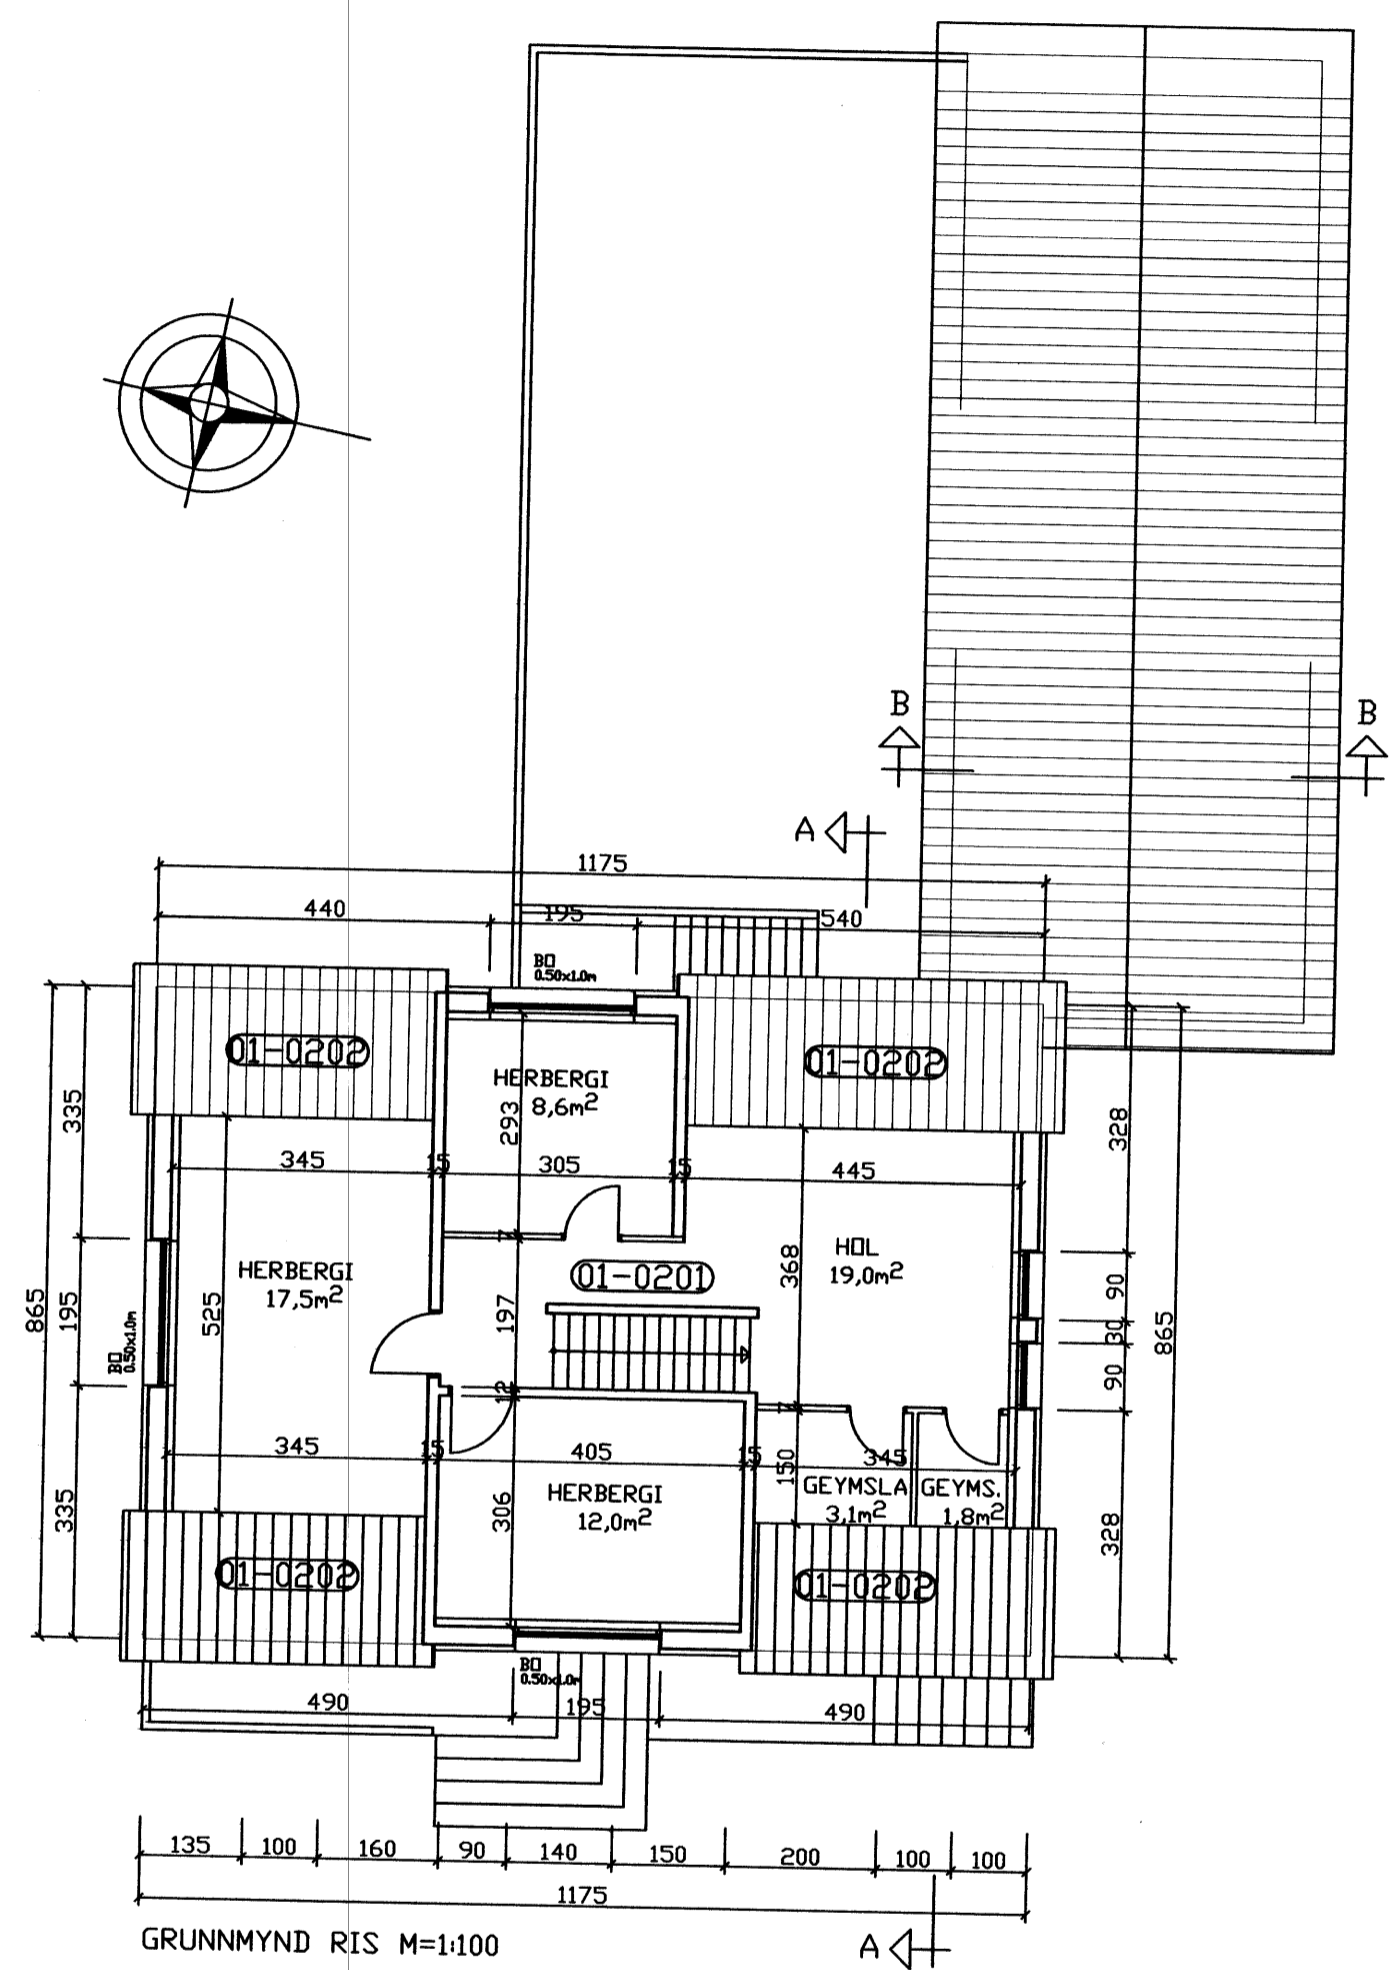 B
B
A
1175
440
195
540
BO
0.50x1.0m
01-0202
01-0202
HERBERGI
8,6m2
293
335
328
345
15
305
15
445
7
HOL
19,0m2
01-0201
368
HERBERGI
17,5m2
525
197
865
195
335
BO
0.50x1.0m
90
30
90
865
12
7
345
15
405
15
345
150
HERBERGI
12,0m2
306
GEYMSLA
3,1m2
GEYMS.
1,8m2
328
01-0202
01-0202
BO
0.50x1.0m
490
195
490
135
100
160
90
140
150
200
100
100
1175
GRUNNMYND RIS M=1:100
A